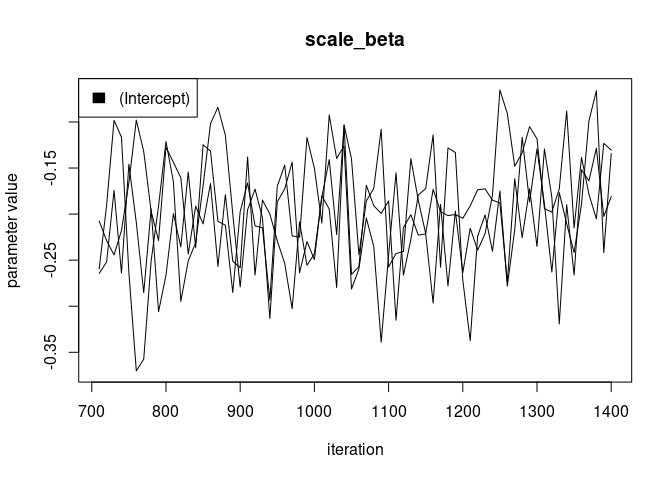 scale_beta
(Intercept)
parameter value
-0.15
-0.25
-0.35
700 800 900 1000 1100 1200 1300 1400
iteration